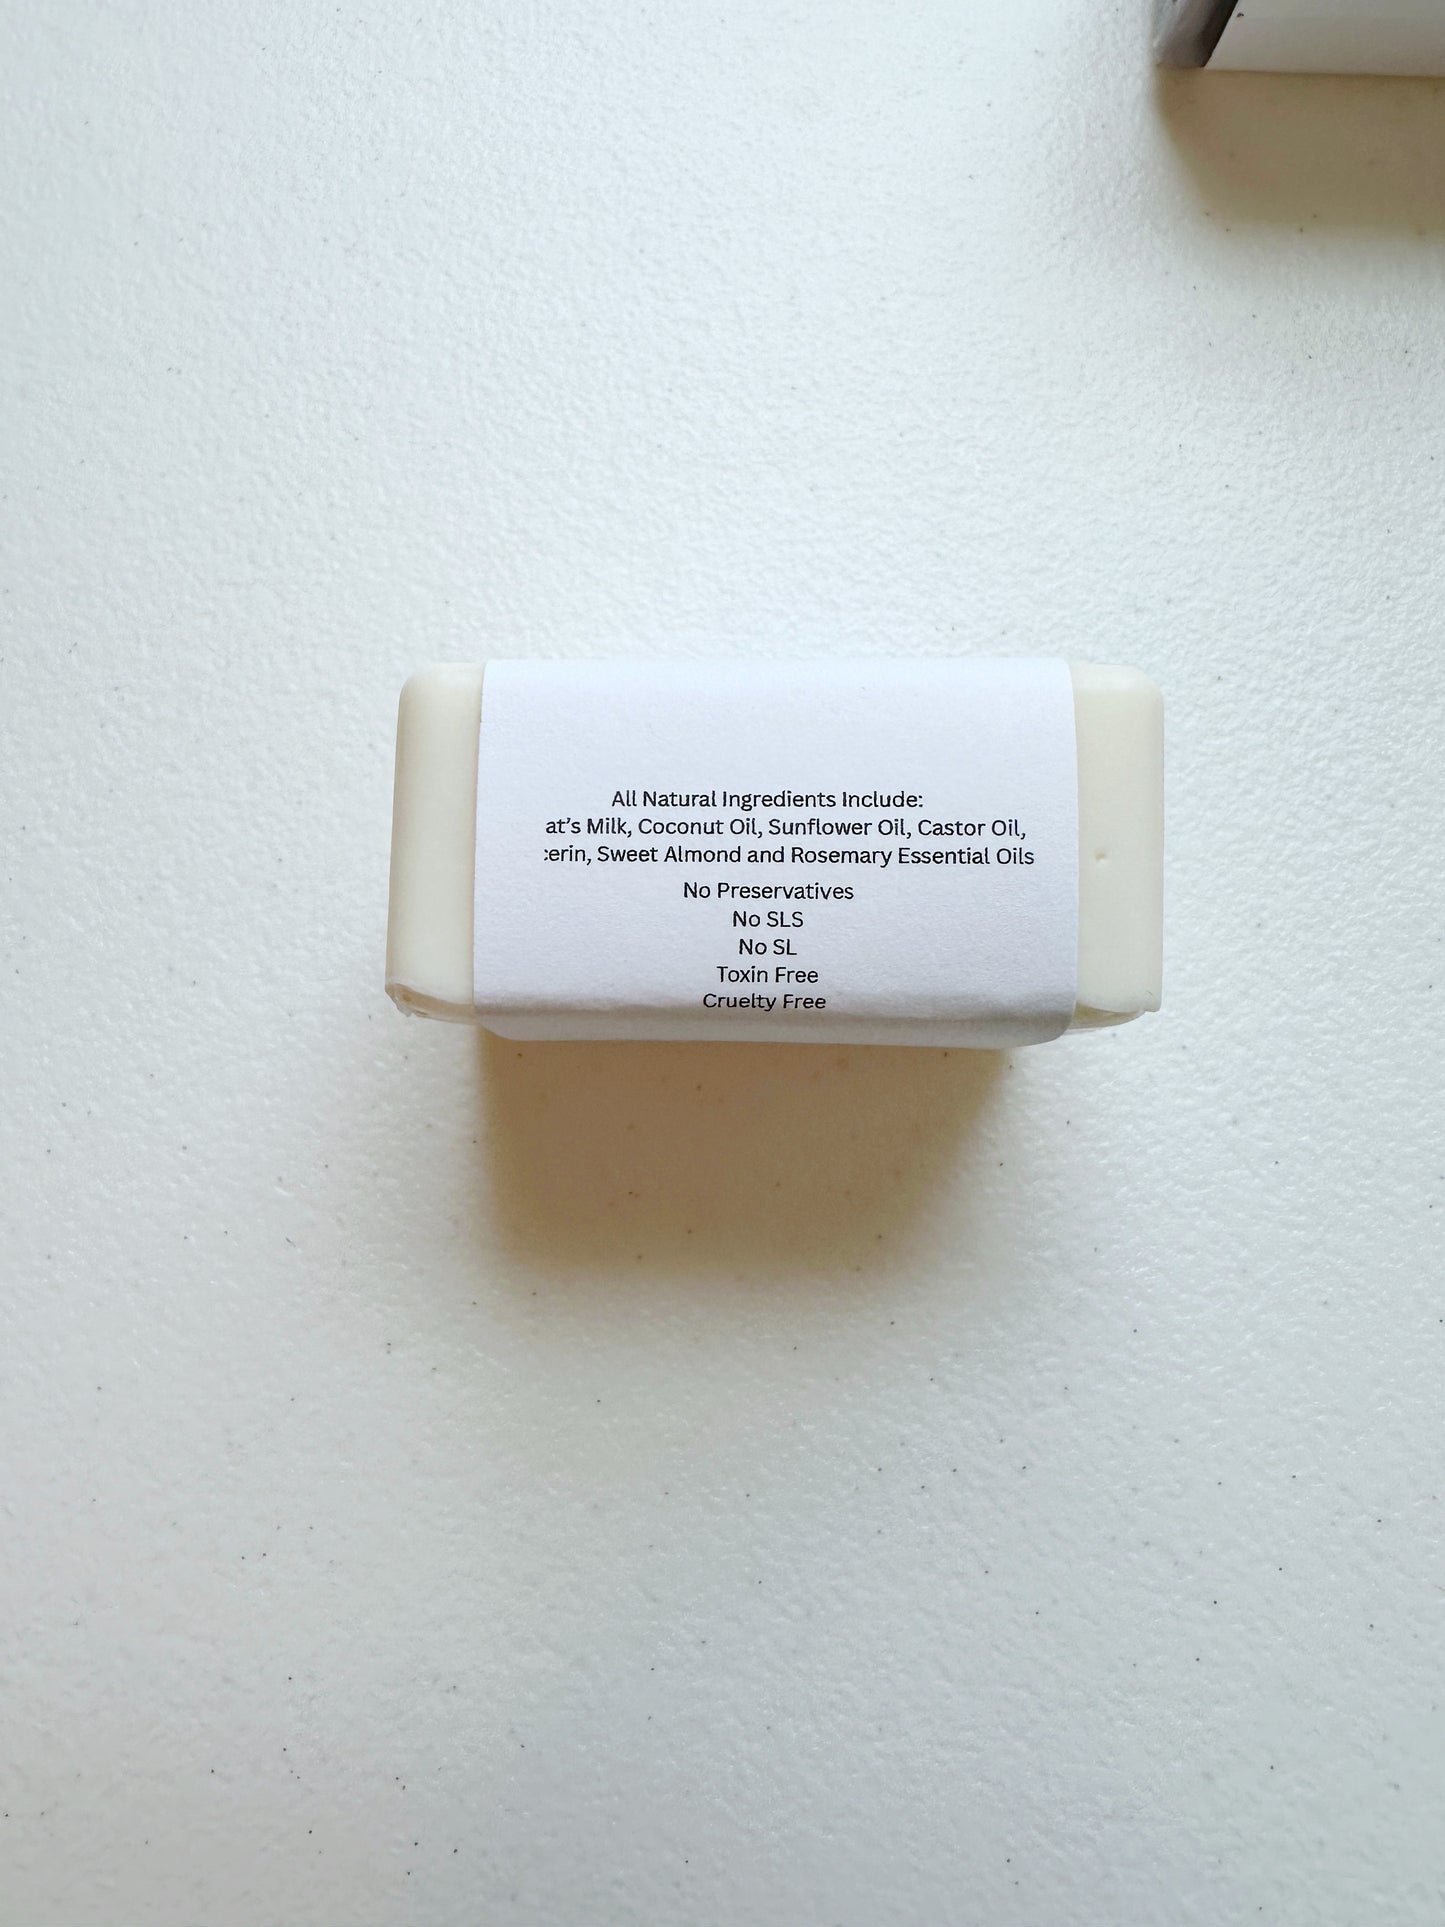 All Natural Ingredients Include:
at's Milk, Coconut Oil, Sunflower Oil, Castor Oil,
erin, Sweet Almond and Rosemary Essential Oils
No Preservatives
No SLS
No SL
Toxin Free
Cruelty Free